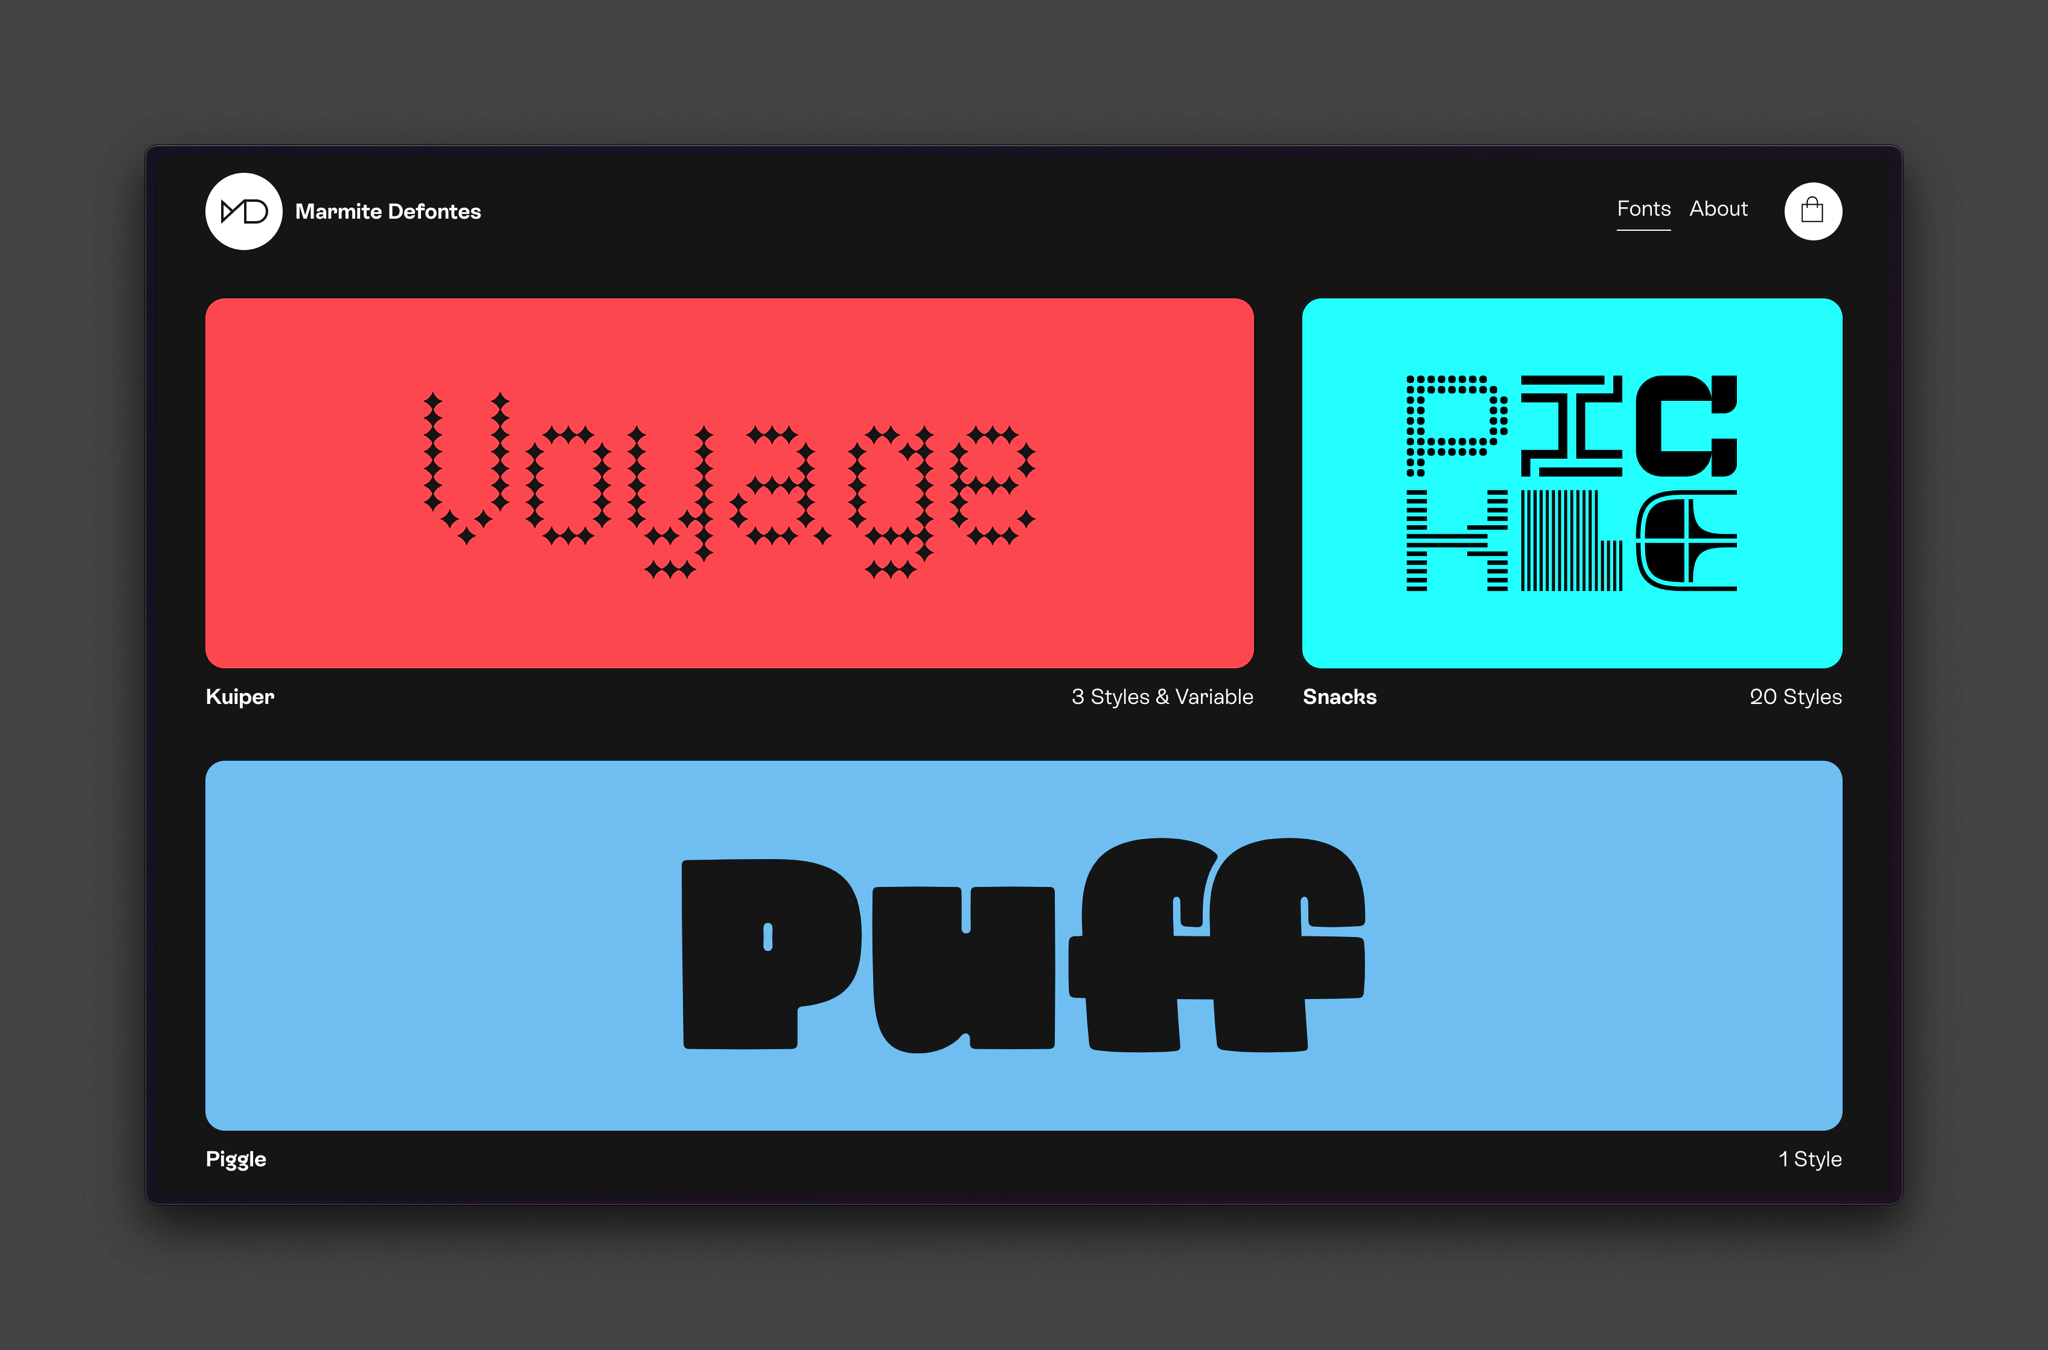 MD Marmite Defontes
Fonts About
Voyage
PIC
KLE
Kuiper 3 Styles & Variable
Snacks 20 Styles
Puff
Piggle 1 Style